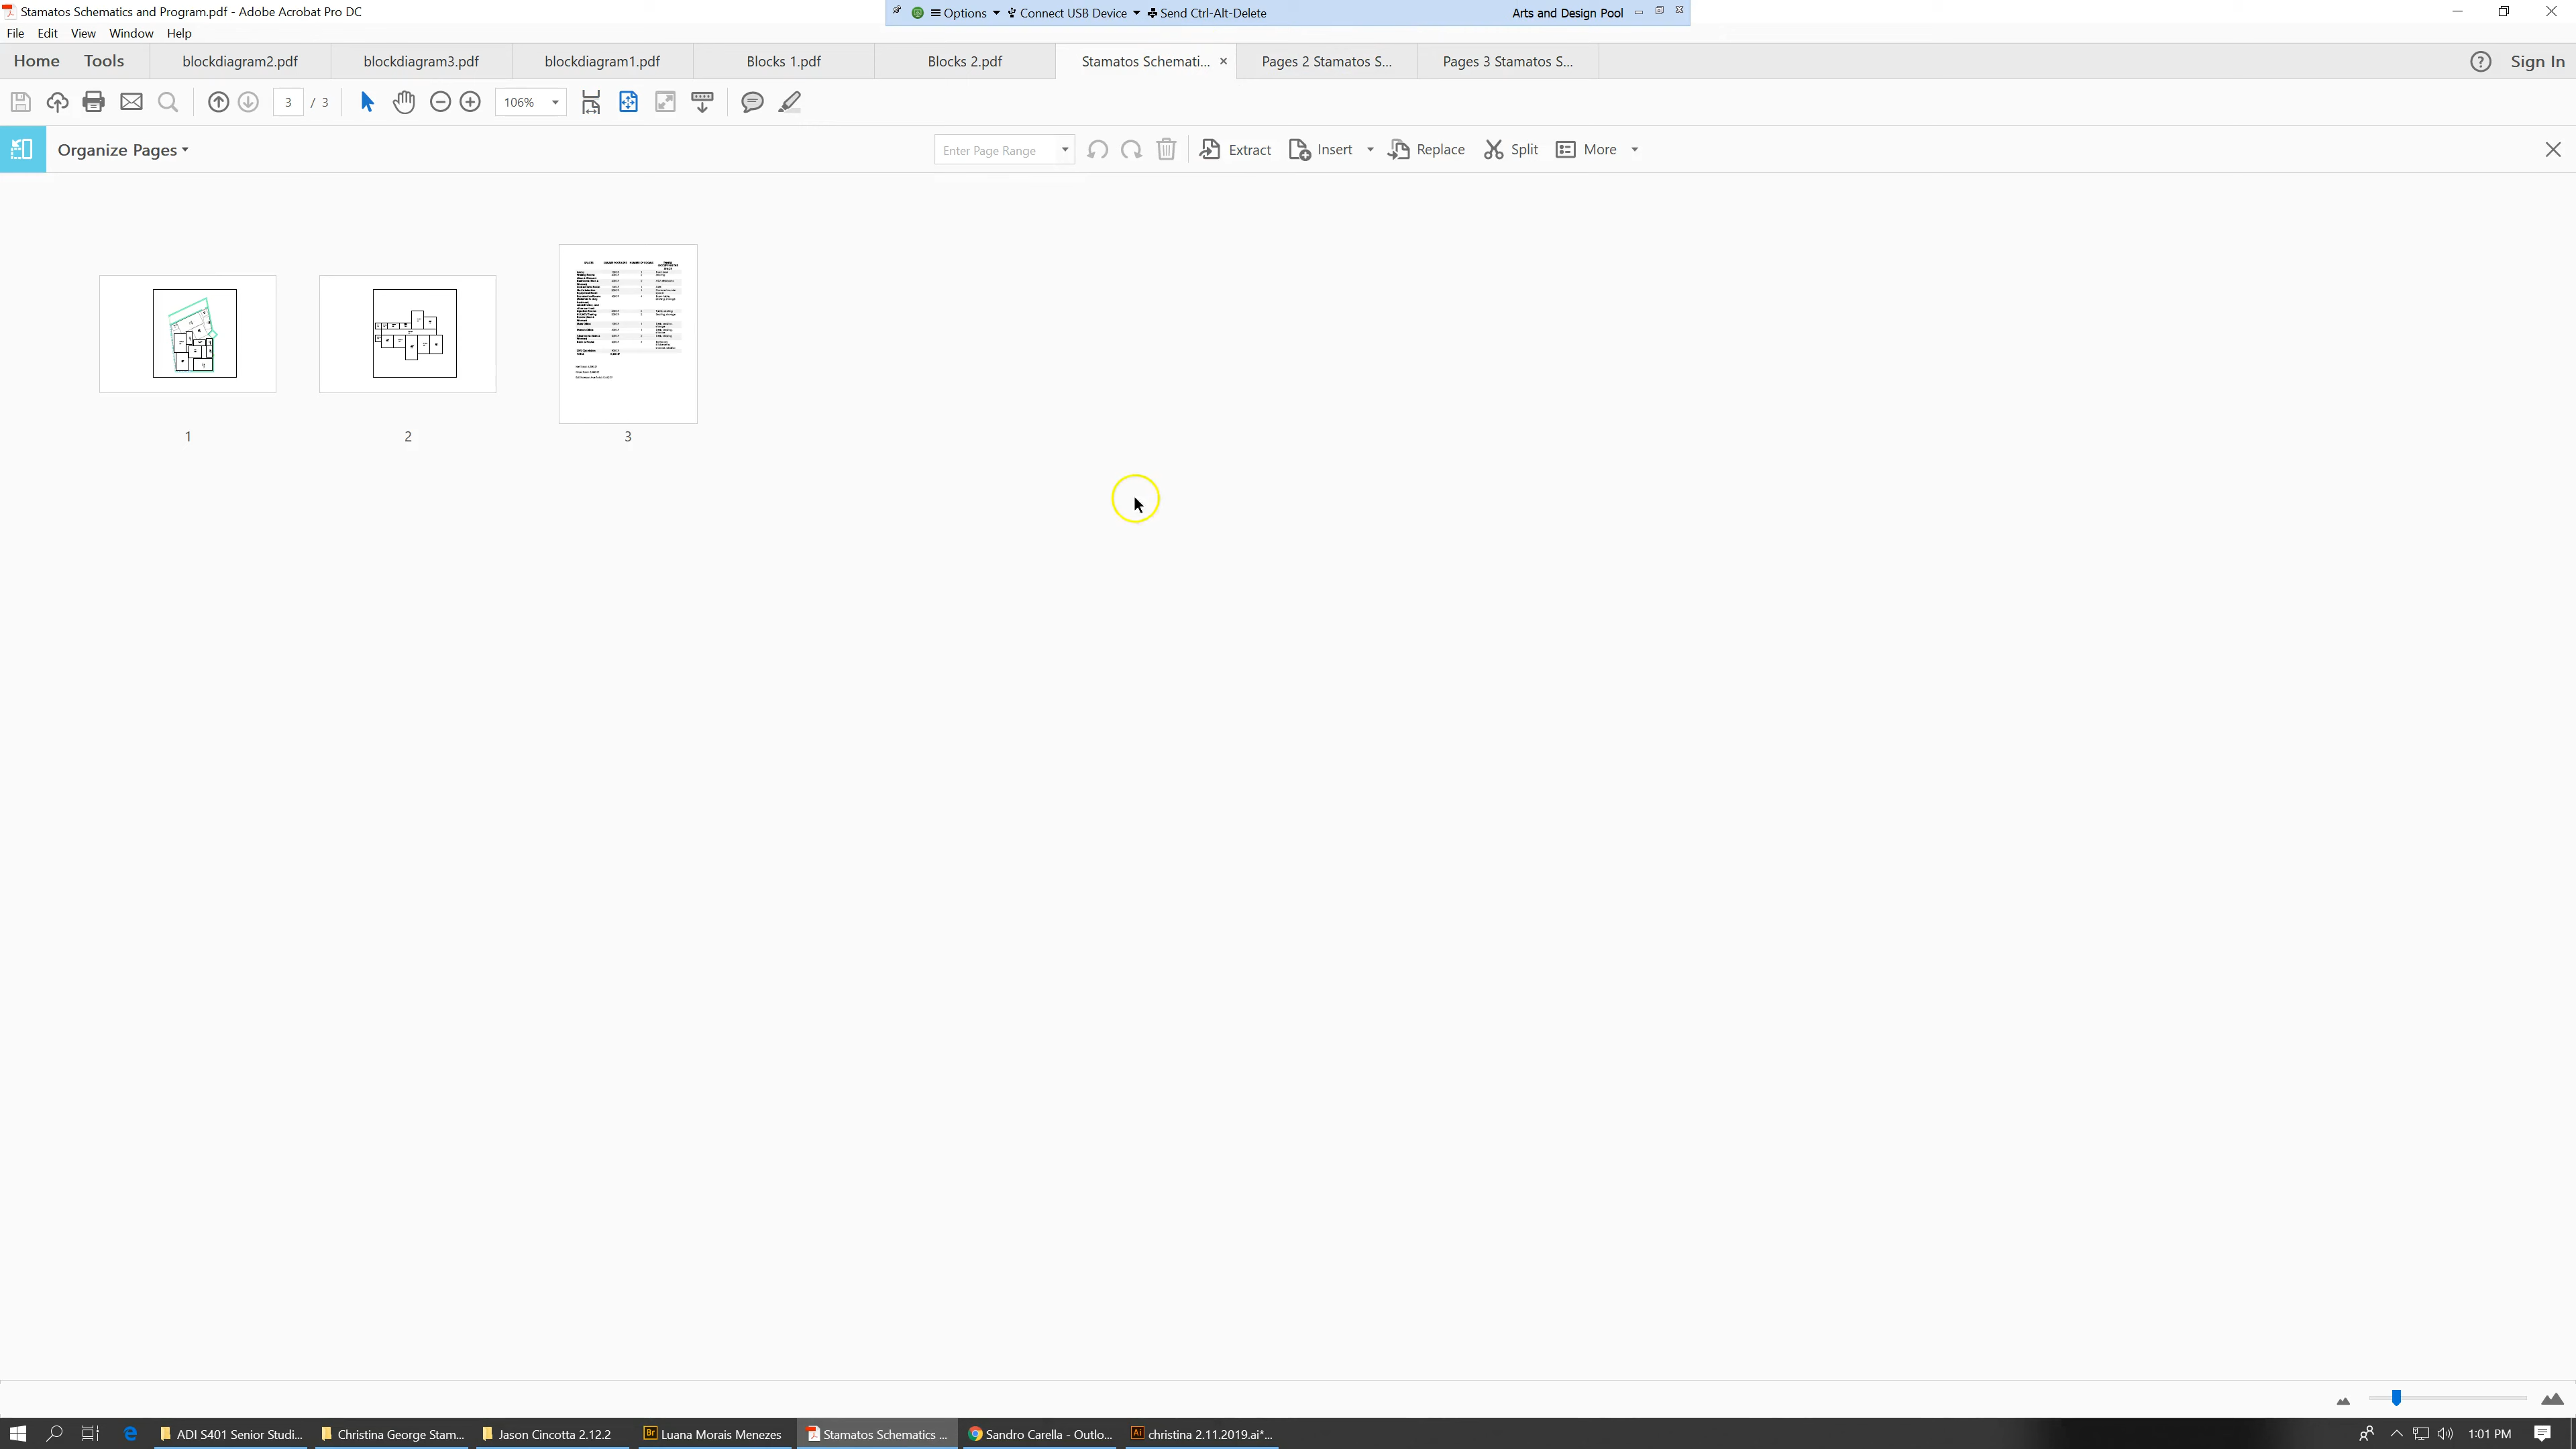 Stamatos Schematics and Program.pdf - Adobe Acrobat Pro DC
Options Connect USB Device Send Ctrl-Alt-Delete Arts and Design Pool
File Edit View Window Help
Home Tools blockdiagram2.pdf blockdiagram3.pdf blockdiagram1.pdf Blocks 1.pdf Blocks 2.pdf Stamatos Schemati... Pages 2 Stamatos S... Pages 3 Stamatos S... Sign In
3 / 3 106%
Organize Pages Enter Page Range Extract Insert Replace Split More
1 2 3
ADI S401 Senior Studi... Christina George Stam... Jason Cincotta 2.12.2 Br Luana Morais Menezes Stamatos Schematics ... Sandro Carella - Outlo... Ai christina 2.11.2019.ai*... 1:01 PM